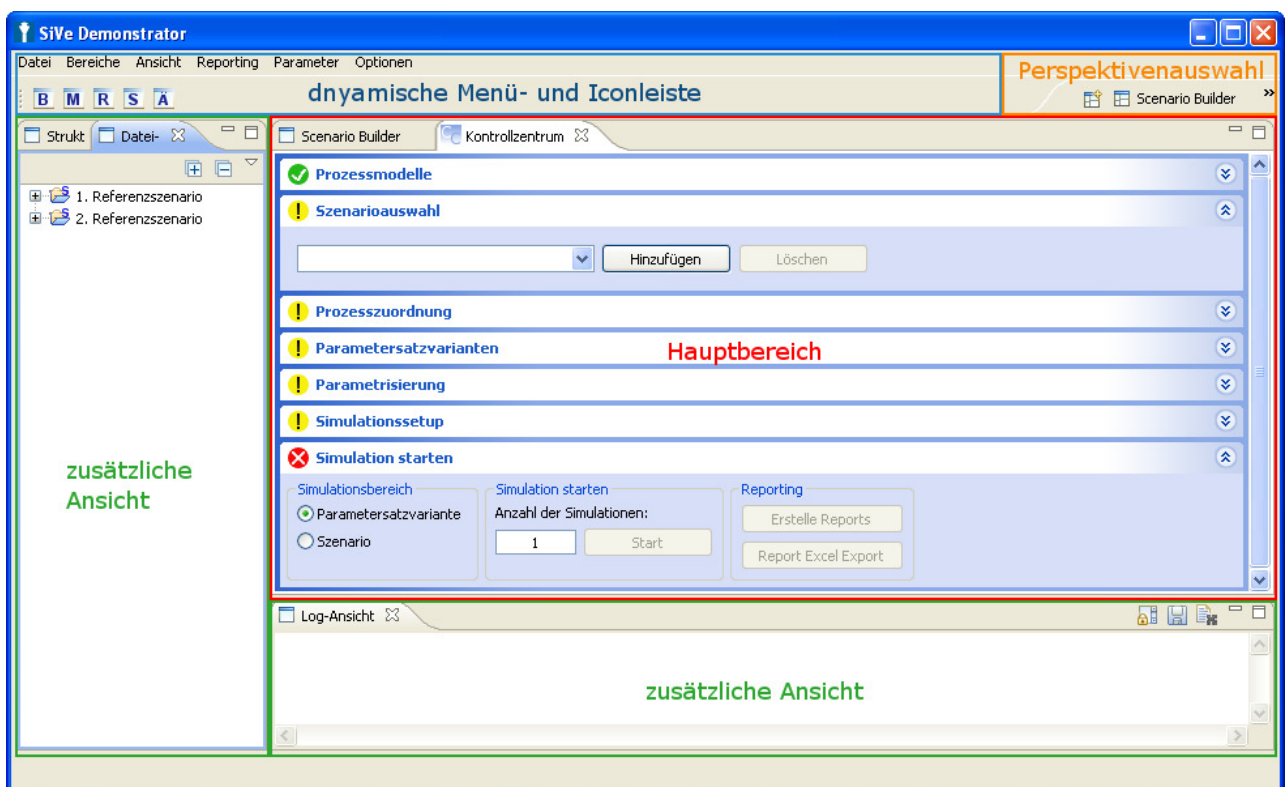 SiVe Demonstrator
Datei Bereiche Ansicht Reporting Parameter Optionen
Perspektivenauswahl
B M R S Ä
dnyamische Menü- und Iconleiste
Scenario Builder »
Strukt Datei-
Scenario Builder Kontrollzentrum
Prozessmodelle
1. Referenzszenario
2. Referenzszenario
Szenarioauswahl
Hinzufügen Löschen
Prozesszuordnung
Parametersatzvarianten
Hauptbereich
Parametrisierung
Simulationssetup
Simulation starten
zusätzliche
Ansicht
Simulationsbereich
Parametersatzvariante
Szenario
Simulation starten
Anzahl der Simulationen:
1 Start
Reporting
Erstelle Reports
Report Excel Export
Log-Ansicht
zusätzliche Ansicht